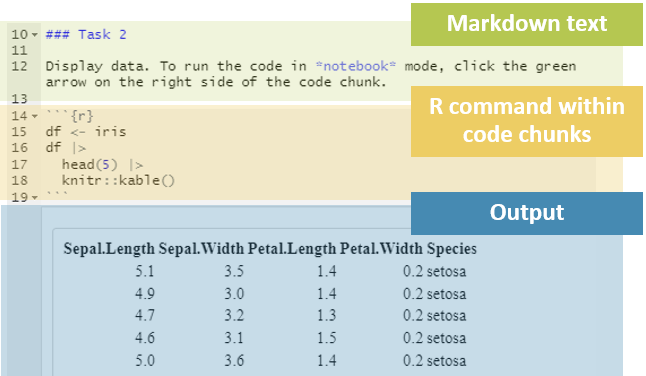 Markdown text
10 ### Task 2
11
12 Display data. To run the code in *notebook* mode, click the green
arrow on the right side of the code chunk.
13
R command within
code chunks
14 ```{r}
15 df <- iris
16 df |>
17   head(5) |>
18   knitr::kable()
19 ```
Output
Sepal.Length Sepal.Width Petal.Length Petal.Width Species
5.1 3.5 1.4 0.2 setosa
4.9 3.0 1.4 0.2 setosa
4.7 3.2 1.3 0.2 setosa
4.6 3.1 1.5 0.2 setosa
5.0 3.6 1.4 0.2 setosa